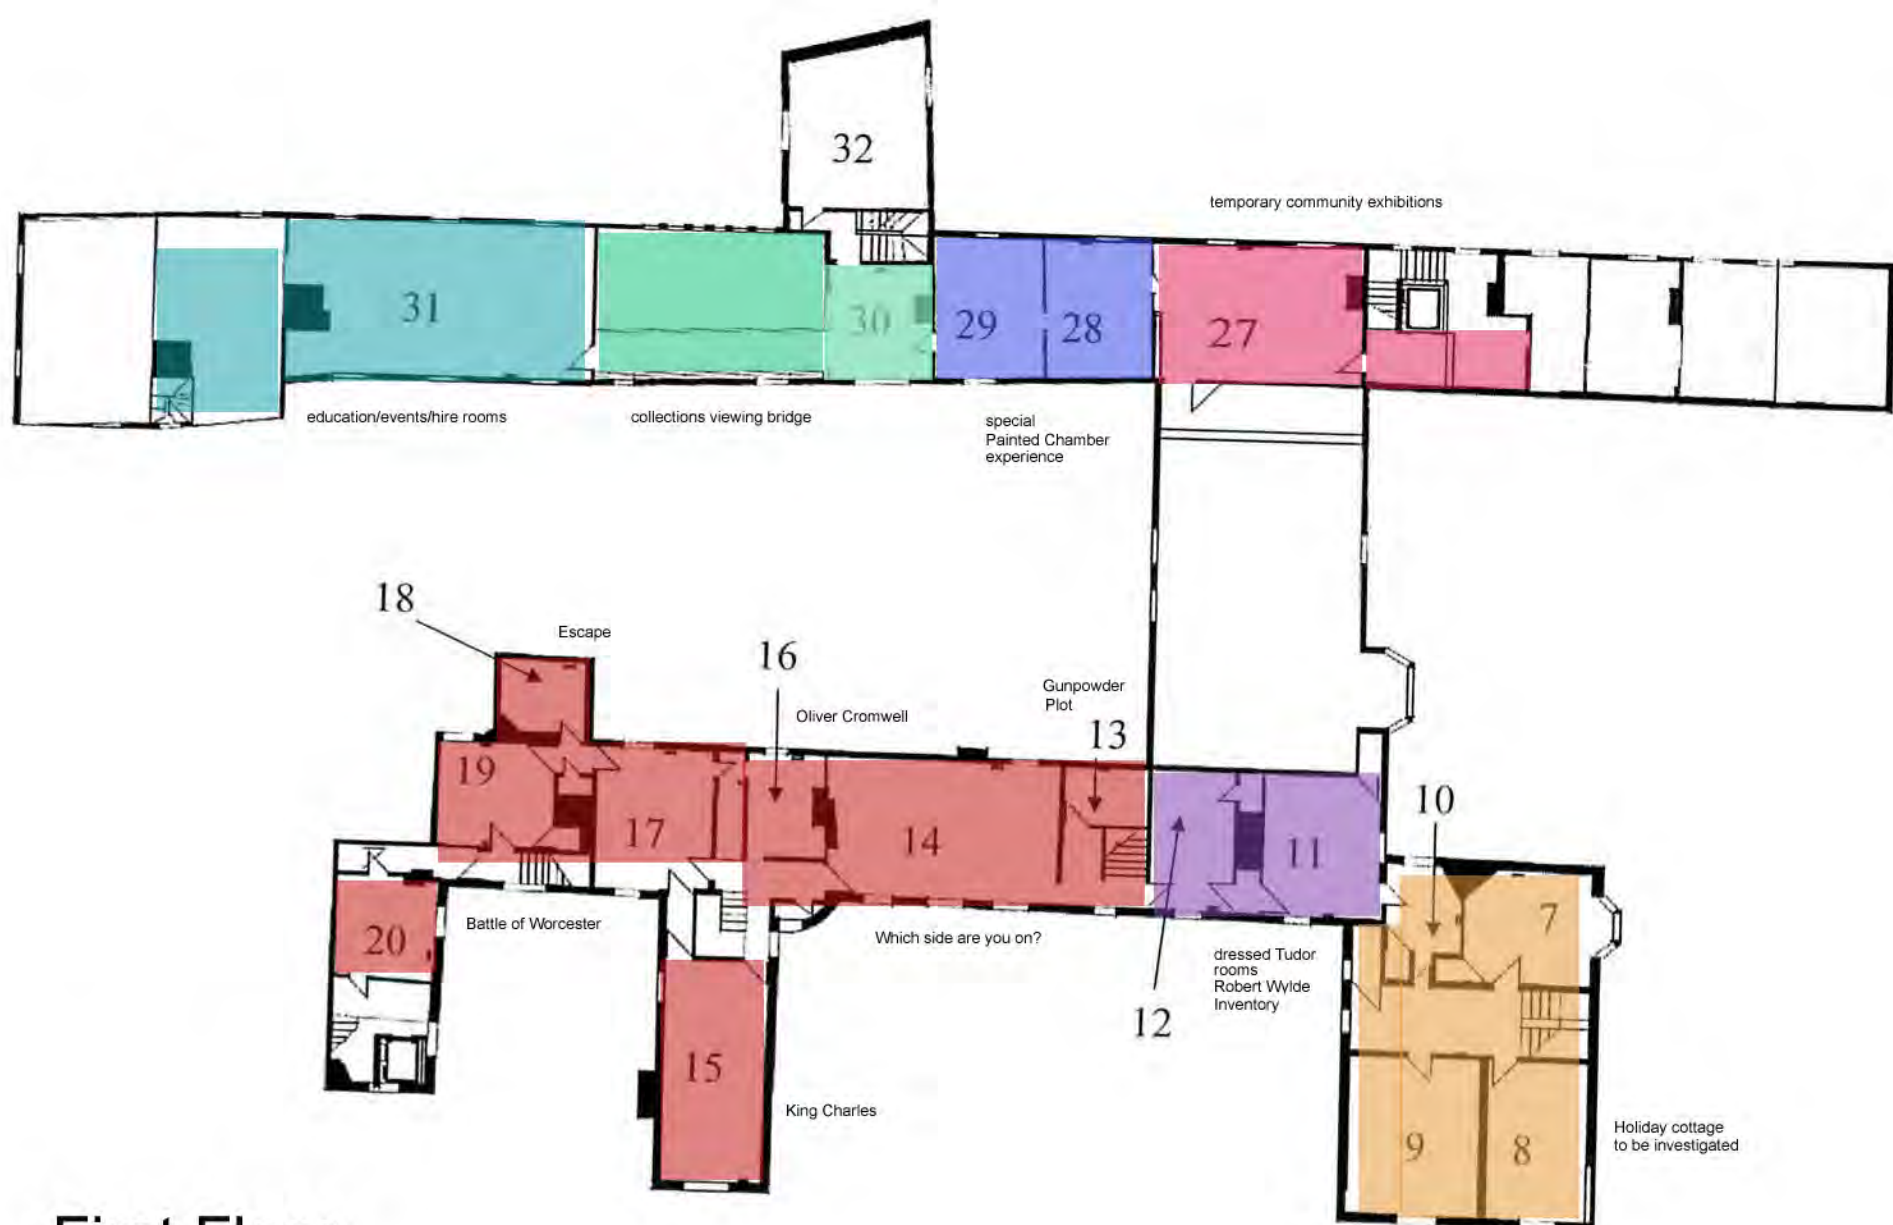 32
temporary community exhibitions
31
30
29
28
27
education/events/hire rooms
collections viewing bridge
special
Painted Chamber
experience
18
Escape
16
Oliver Cromwell
Gunpowder
Plot
13
19
17
14
11
12
10
7
20
Battle of Worcester
Which side are you on?
dressed Tudor
rooms
Robert Wylde
Inventory
15
King Charles
9
8
Holiday cottage
to be investigated
First Floor